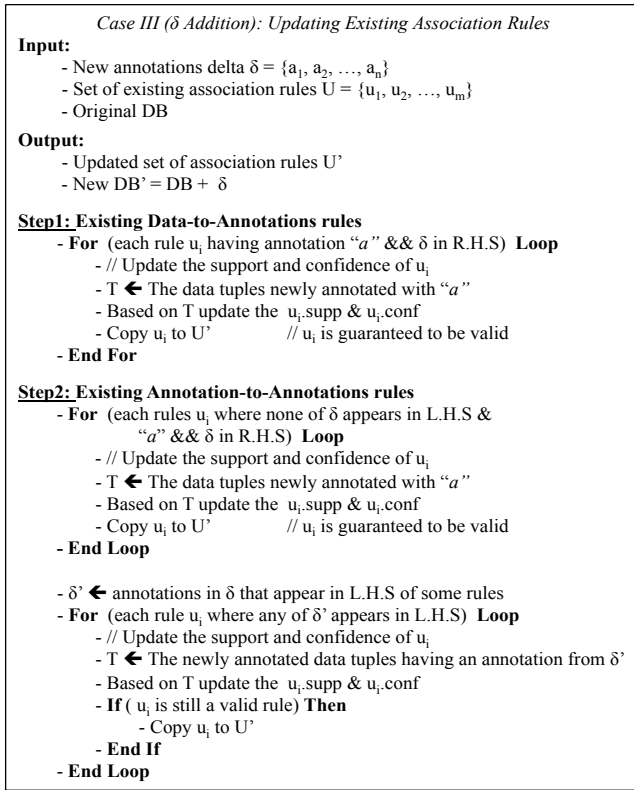 Case III (δ Addition): Updating Existing Association Rules
Input:
- New annotations delta δ = {a₁, a₂, …, aₙ}
- Set of existing association rules U = {u₁, u₂, …, uₘ}
- Original DB
Output:
- Updated set of association rules U’
- New DB’ = DB + δ
Step1: Existing Data-to-Annotations rules
- For (each rule uᵢ having annotation “a” && δ in R.H.S) Loop
- // Update the support and confidence of uᵢ
- T 🡸 The data tuples newly annotated with “a”
- Based on T update the uᵢ.supp & uᵢ.conf
- Copy uᵢ to U’ // uᵢ is guaranteed to be valid
- End For
Step2: Existing Annotation-to-Annotations rules
- For (each rules uᵢ where none of δ appears in L.H.S &
“a” && δ in R.H.S) Loop
- // Update the support and confidence of uᵢ
- T 🡸 The data tuples newly annotated with “a”
- Based on T update the uᵢ.supp & uᵢ.conf
- Copy uᵢ to U’ // uᵢ is guaranteed to be valid
- End Loop
- δ’ 🡸 annotations in δ that appear in L.H.S of some rules
- For (each rule uᵢ where any of δ’ appears in L.H.S) Loop
- // Update the support and confidence of uᵢ
- T 🡸 The newly annotated data tuples having an annotation from δ’
- Based on T update the uᵢ.supp & uᵢ.conf
- If ( uᵢ is still a valid rule) Then
- Copy uᵢ to U’
- End If
- End Loop